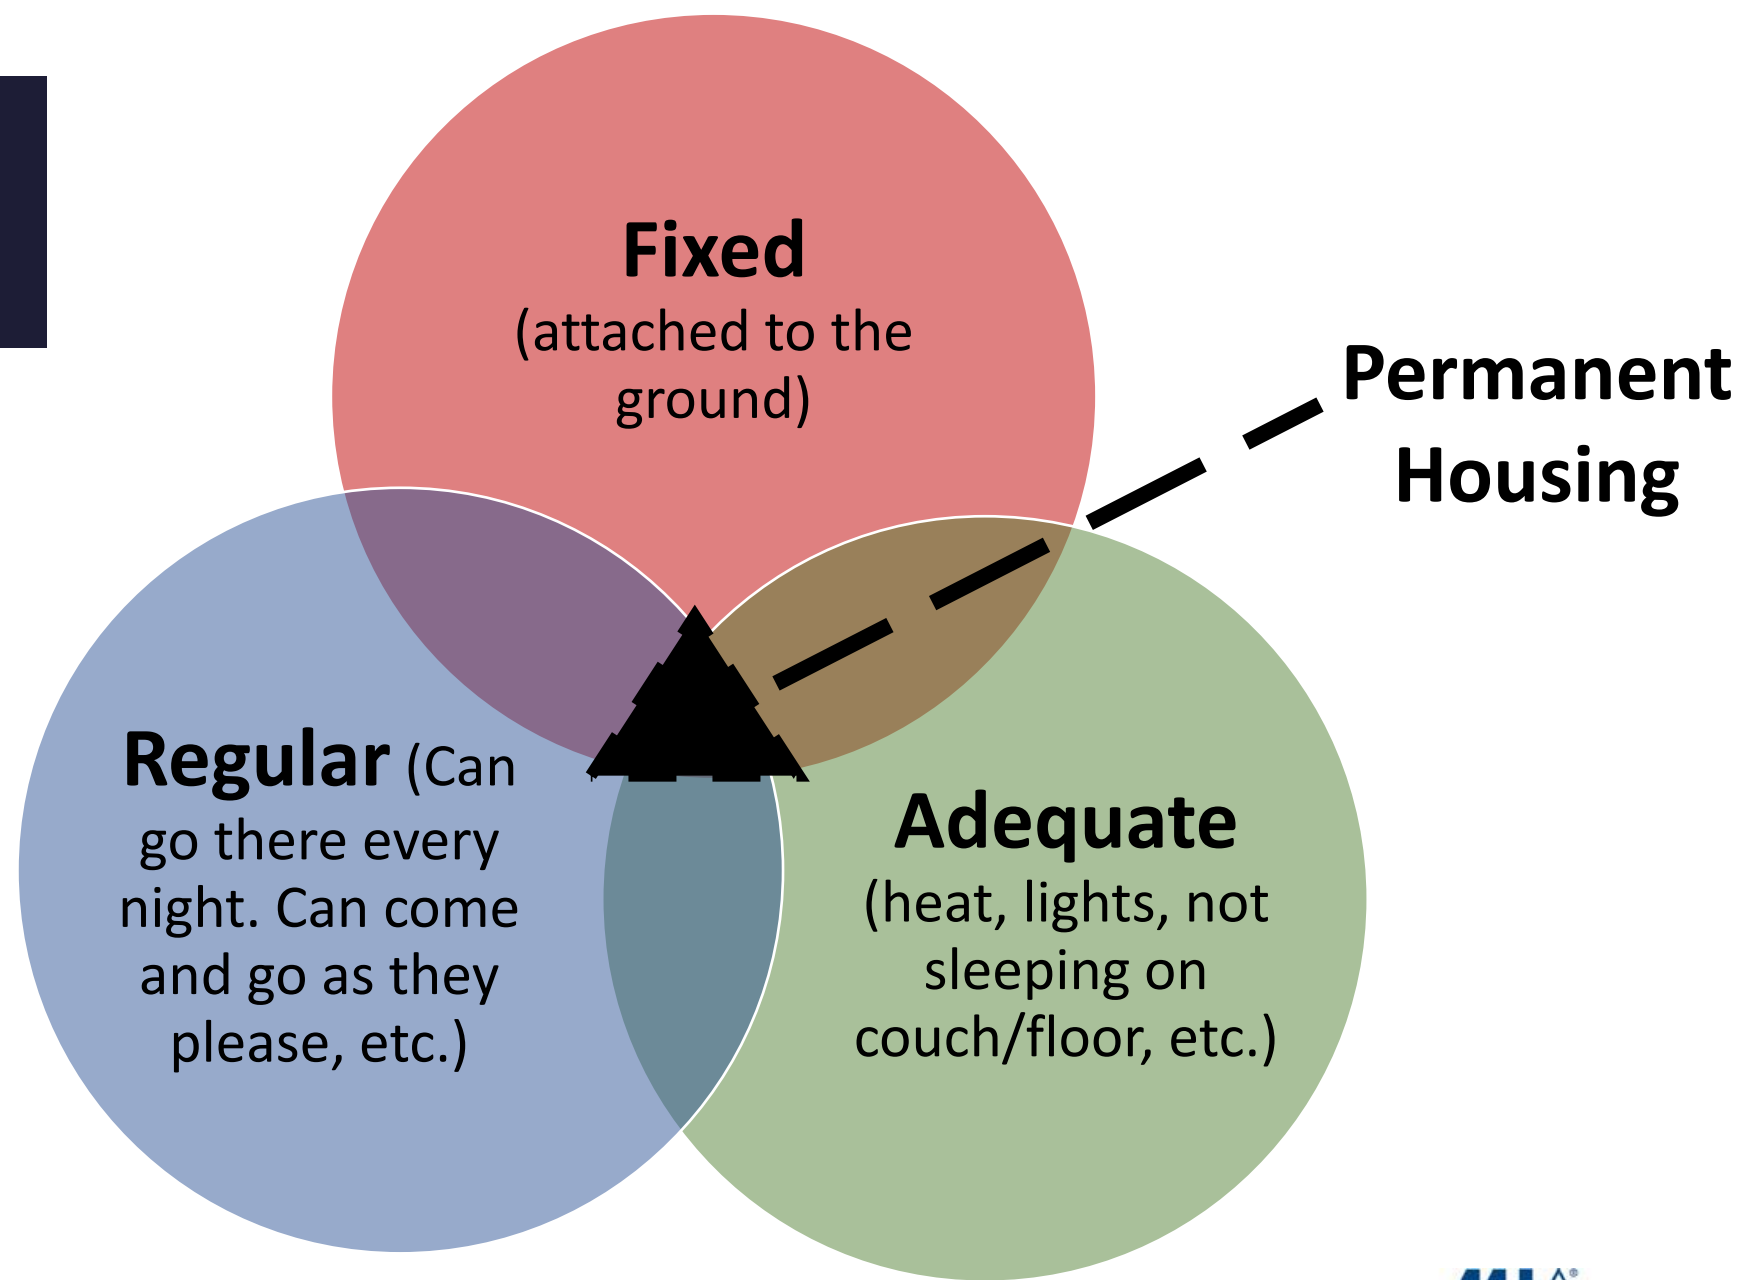 Fixed
(attached to the
ground)
Permanent
Housing
Regular (Can
go there every
night. Can come
and go as they
please, etc.)
Adequate
(heat, lights, not
sleeping on
couch/floor, etc.)